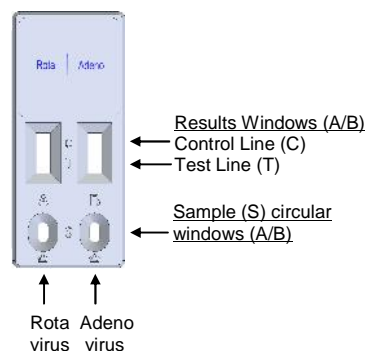 Rota Adeno
Results Windows (A/B)
Control Line (C)
Test Line (T)
C
T
A B
Sample (S) circular
windows (A/B)
S
Rota Adeno
virus virus